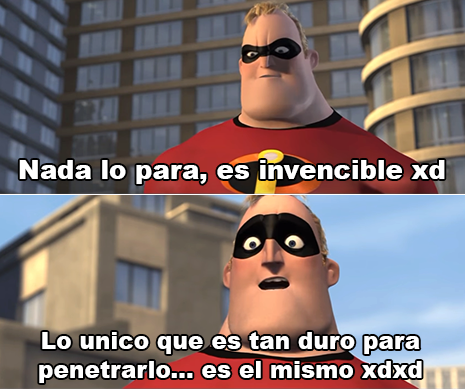 Nada lo para, es invencible xd
Lo unico que es tan duro para
penetrarlo... es el mismo xdxd